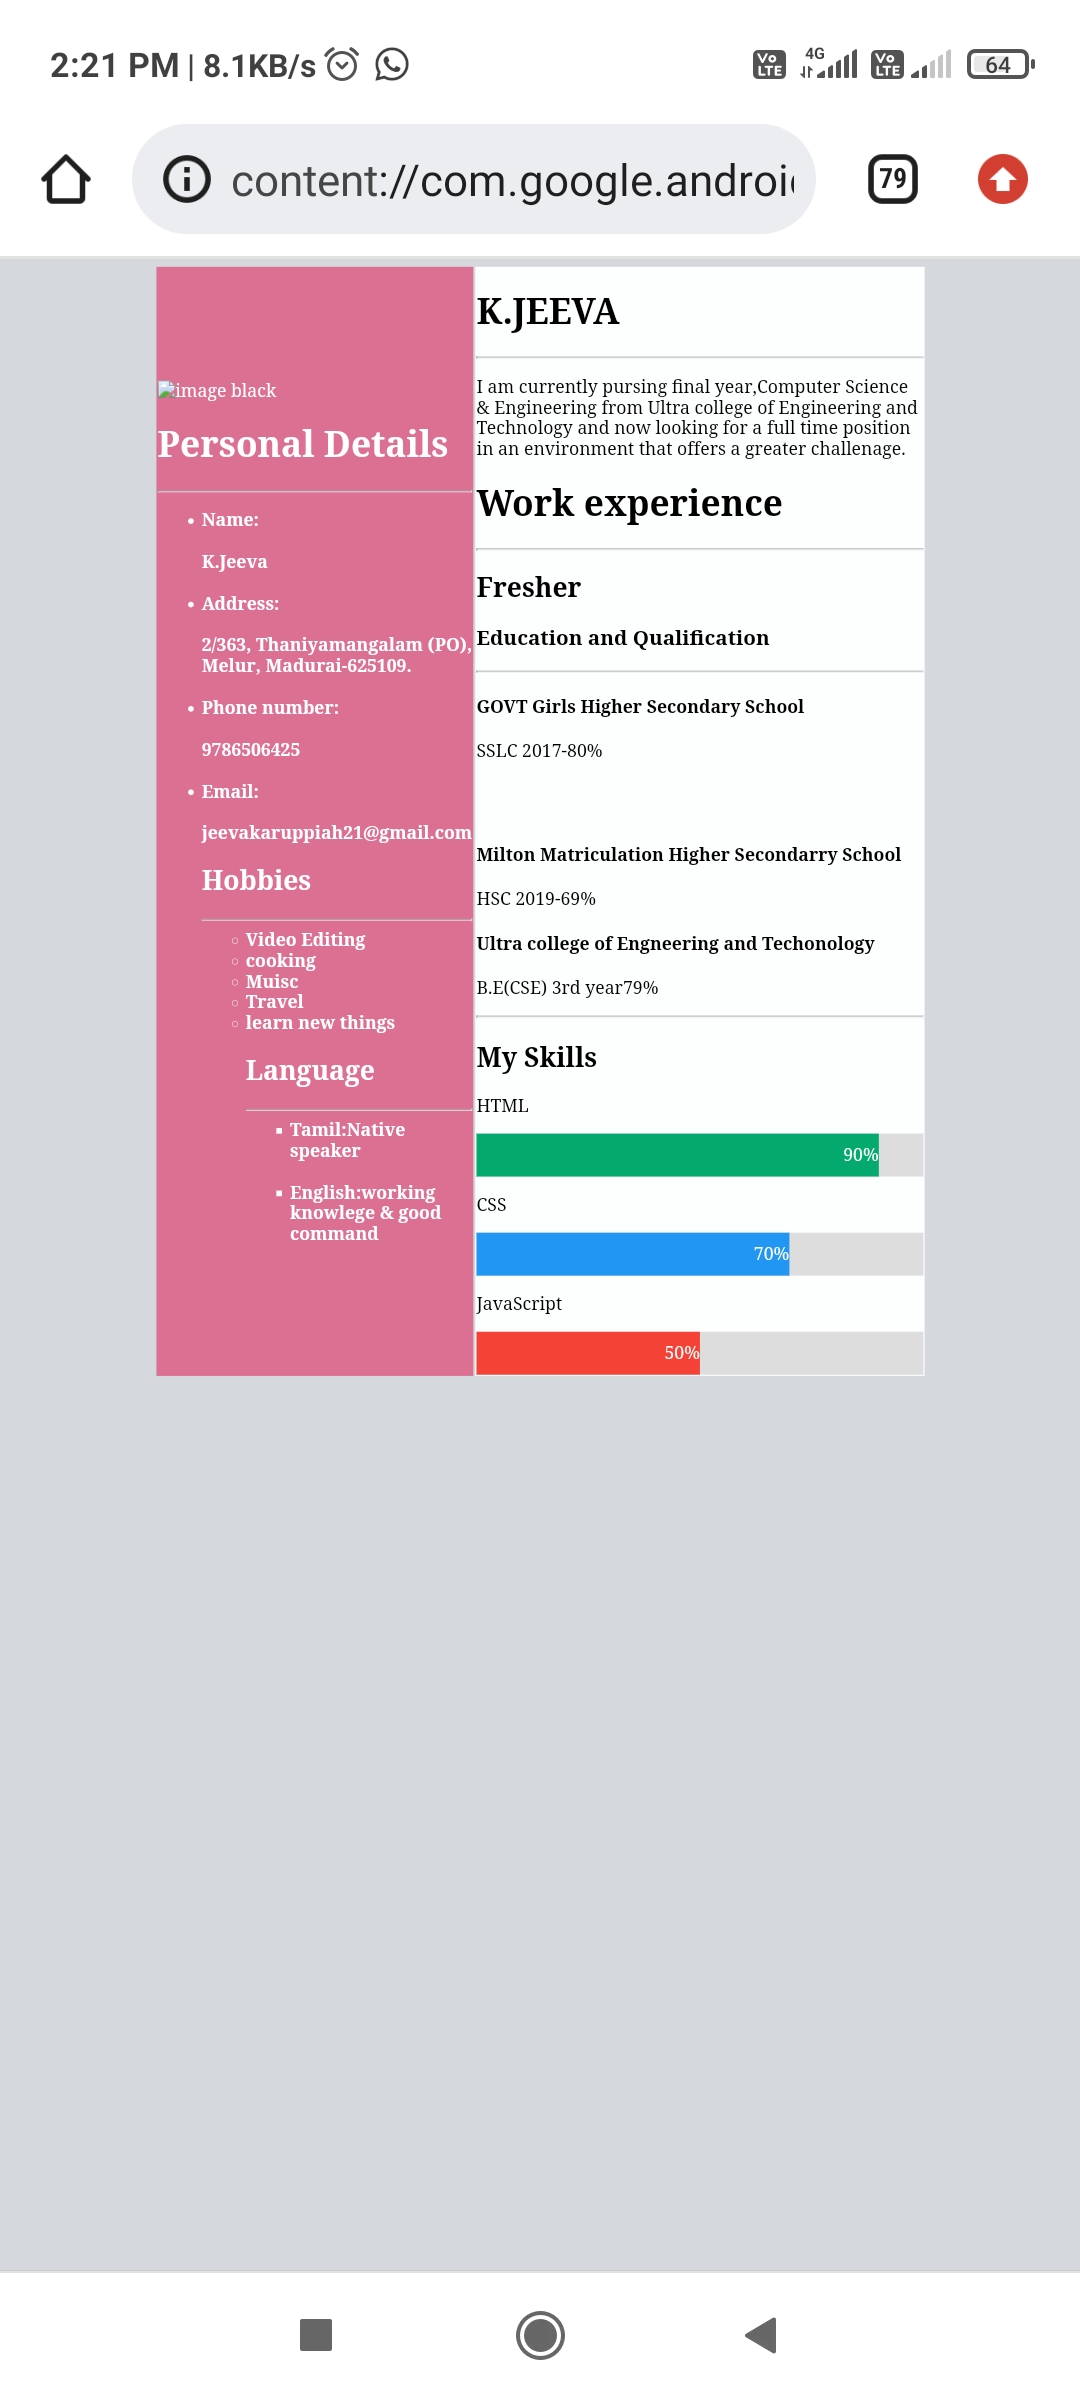 2:21 PM | 8.1KB/s
Vo LTE 4G Vo LTE 64
content://com.google.androi
79
image black
Personal Details
Name:
K.Jeeva
Address:
2/363, Thaniyamangalam (PO),
Melur, Madurai-625109.
Phone number:
9786506425
Email:
jeevakaruppiah21@gmail.com
Hobbies
Video Editing
cooking
Muisc
Travel
learn new things
Language
Tamil:Native
speaker
English:working
knowlege & good
command
K.JEEVA
I am currently pursing final year,Computer Science
& Engineering from Ultra college of Engineering and
Technology and now looking for a full time position
in an environment that offers a greater challenage.
Work experience
Fresher
Education and Qualification
GOVT Girls Higher Secondary School
SSLC 2017-80%
Milton Matriculation Higher Secondarry School
HSC 2019-69%
Ultra college of Engneering and Techonology
B.E(CSE) 3rd year79%
My Skills
HTML
90%
CSS
70%
JavaScript
50%